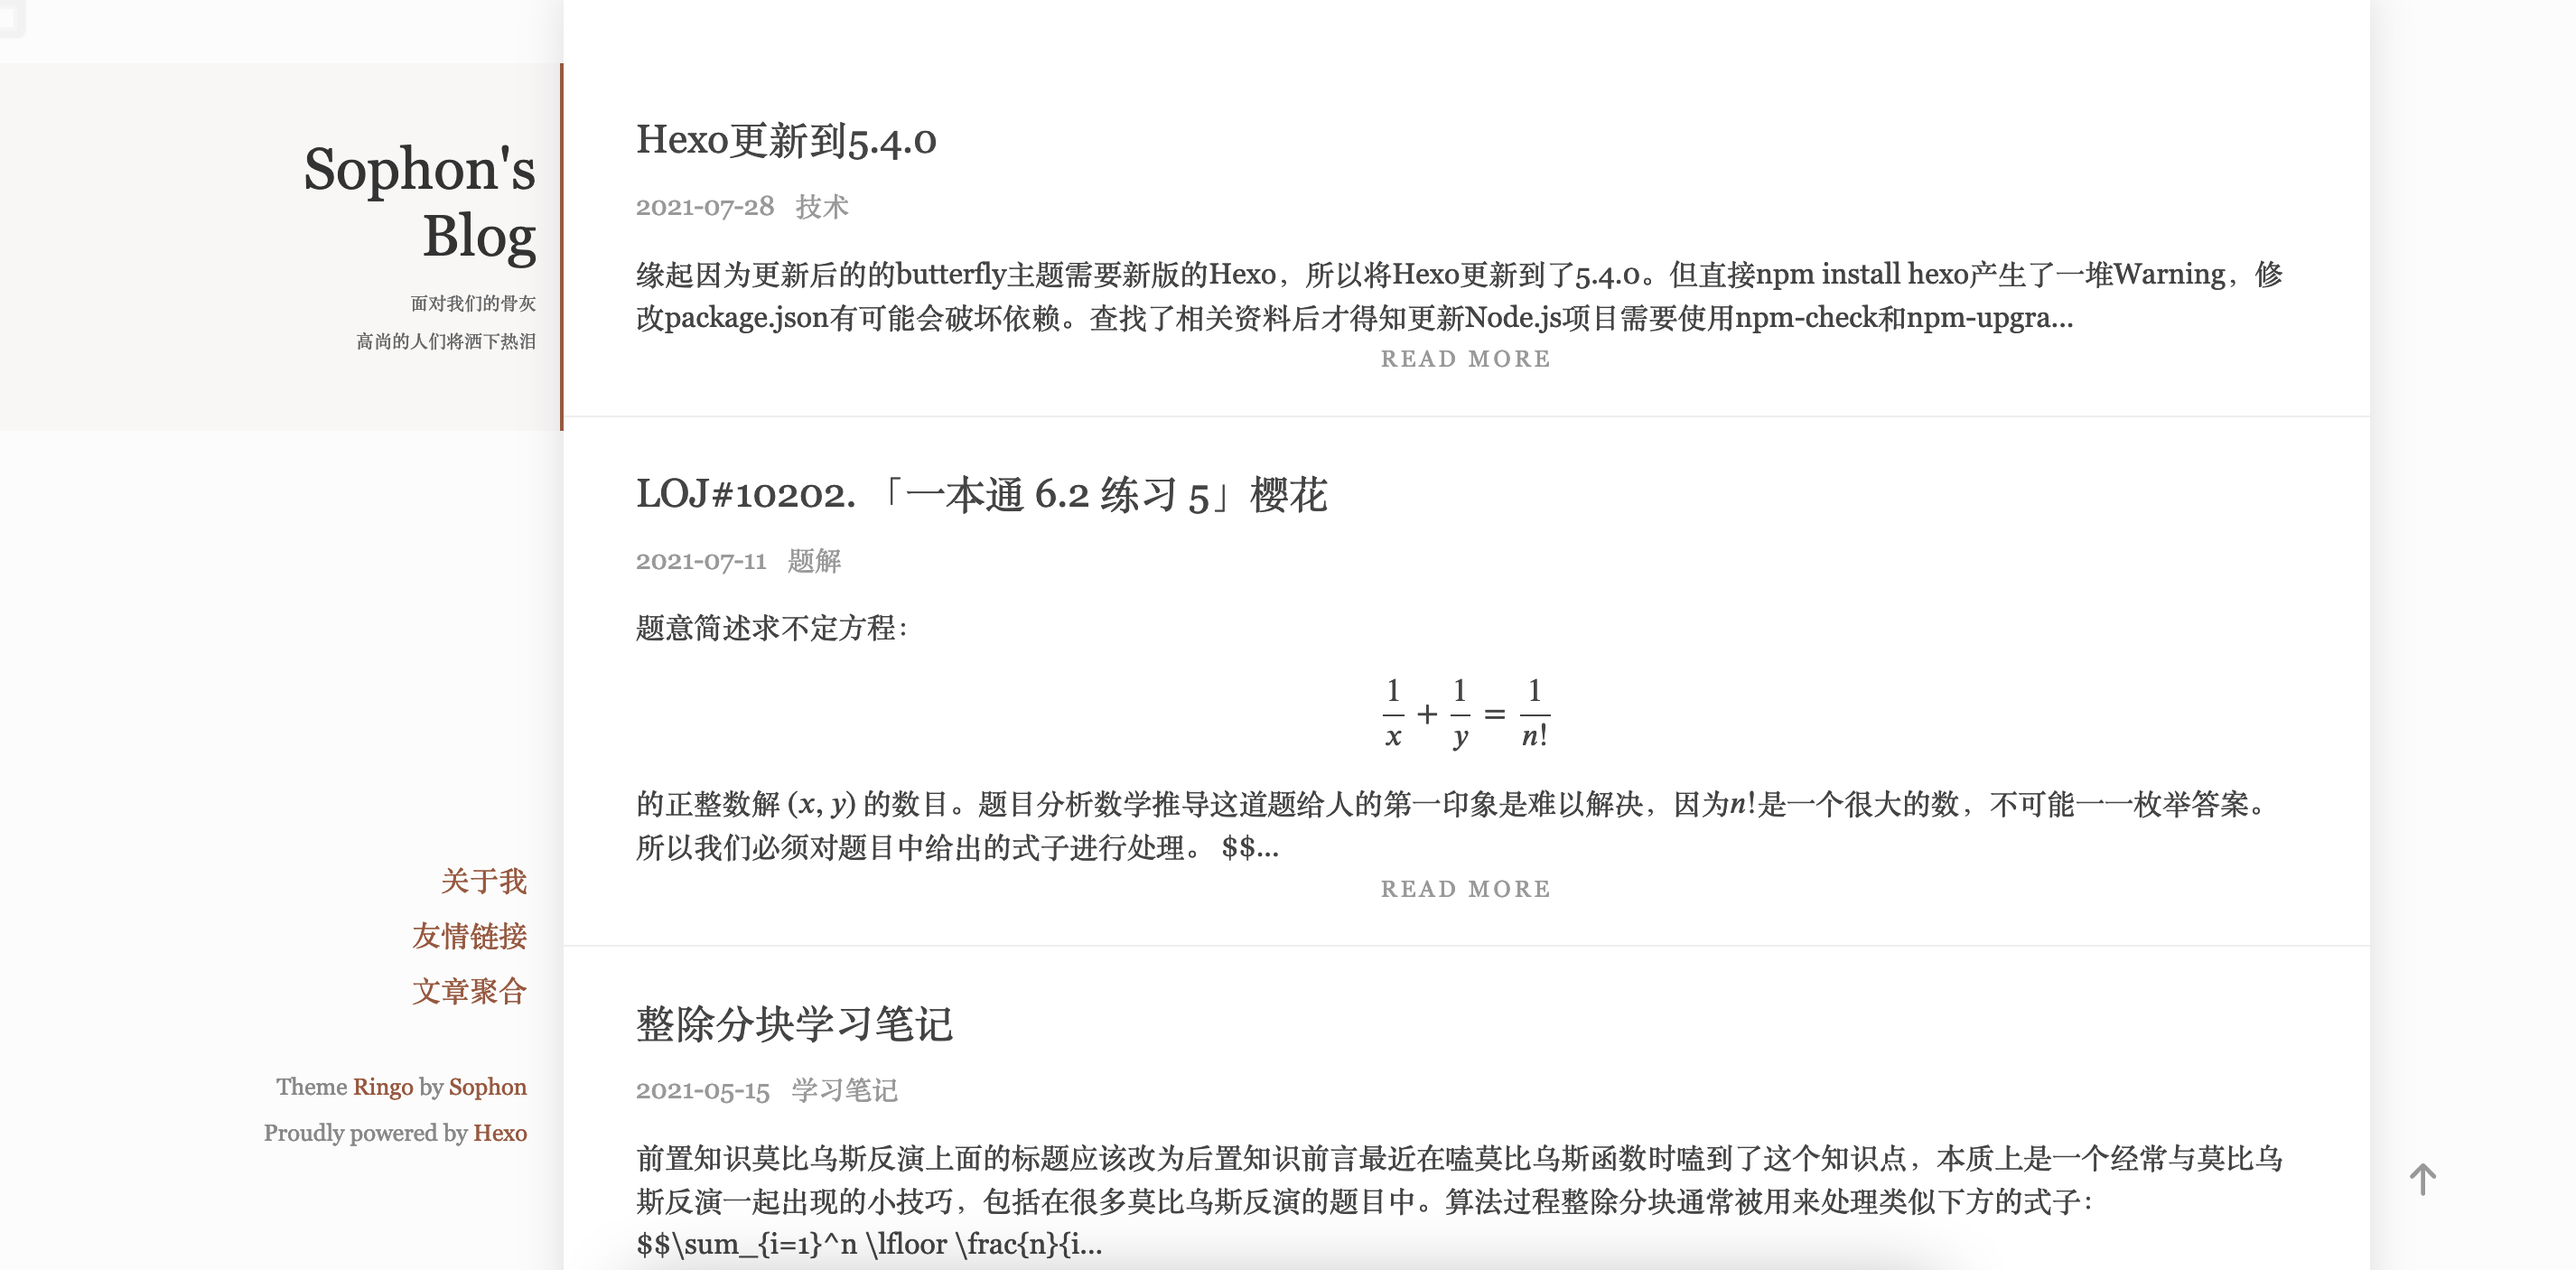 Sophon's
Blog
面对我们的骨灰
高尚的人们将洒下热泪
关于我
友情链接
文章聚合
Theme Ringo by Sophon
Proudly powered by Hexo
Hexo更新到5.4.0
2021-07-28 技术
缘起因为更新后的的butterfly主题需要新版的Hexo，所以将Hexo更新到了5.4.0。但直接npm install hexo产生了一堆Warning，修
改package.json有可能会破坏依赖。查找了相关资料后才得知更新Node.js项目需要使用npm-check和npm-upgra...
READ MORE
LOJ#10202. 「一本通 6.2 练习 5」樱花
2021-07-11 题解
题意简述求不定方程：
1/x + 1/y = 1/n!
的正整数解 (x, y) 的数目。题目分析数学推导这道题给人的第一印象是难以解决，因为n!是一个很大的数，不可能一一枚举答案。
所以我们必须对题目中给出的式子进行处理。 $$...
READ MORE
整除分块学习笔记
2021-05-15 学习笔记
前置知识莫比乌斯反演上面的标题应该改为后置知识前言最近在嗑莫比乌斯函数时嗑到了这个知识点，本质上是一个经常与莫比乌
斯反演一起出现的小技巧，包括在很多莫比乌斯反演的题目中。算法过程整除分块通常被用来处理类似下方的式子：
$$\sum_{i=1}^n \lfloor \frac{n}{i...